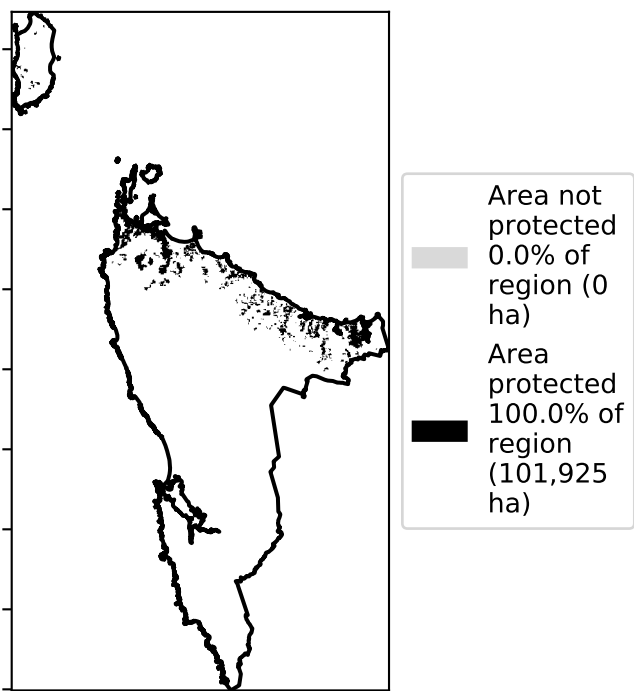 Area not
protected
0.0% of
region (0
ha)
Area
protected
100.0% of
region
(101,925
ha)